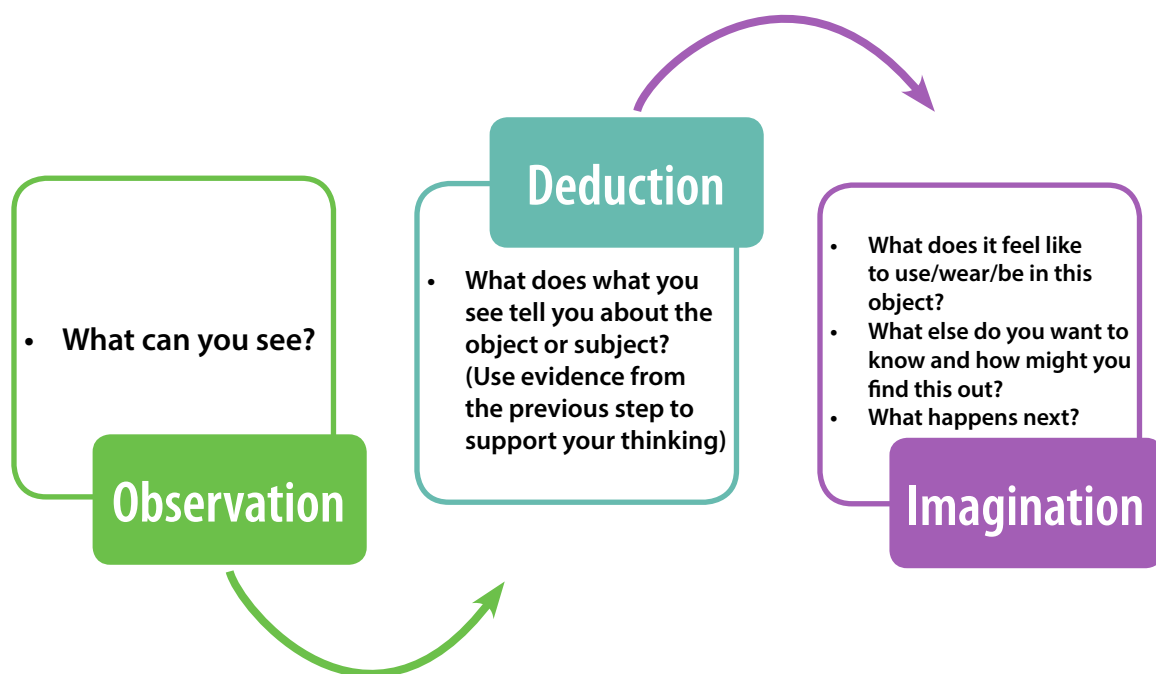 • What can you see?
Observation
Deduction
• What does what you
see tell you about the
object or subject?
(Use evidence from
the previous step to
support your thinking)
• What does it feel like
to use/wear/be in this
object?
• What else do you want to
know and how might you
find this out?
• What happens next?
Imagination